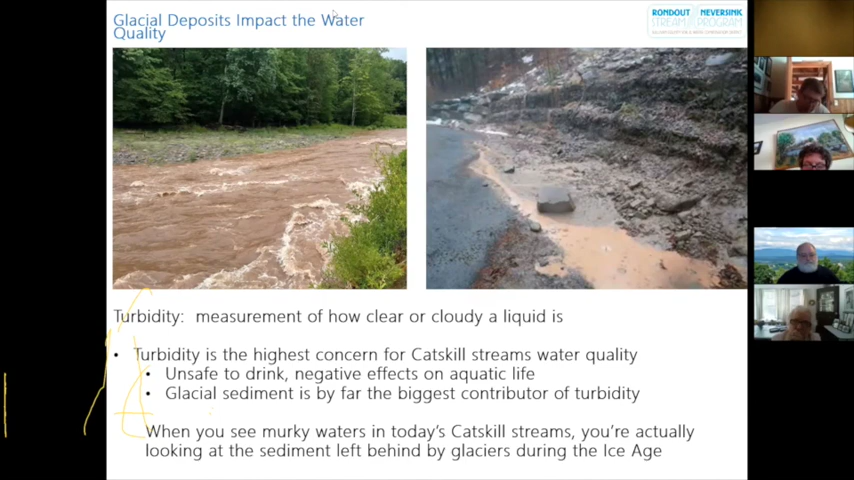 Glacial Deposits Impact the Water
Quality
RONDOUT NEVERSINK
STREAM PROGRAM
Turbidity: measurement of how clear or cloudy a liquid is
• Turbidity is the highest concern for Catskill streams water quality
• Unsafe to drink, negative effects on aquatic life
• Glacial sediment is by far the biggest contributor of turbidity
When you see murky waters in today's Catskill streams, you're actually
looking at the sediment left behind by glaciers during the Ice Age